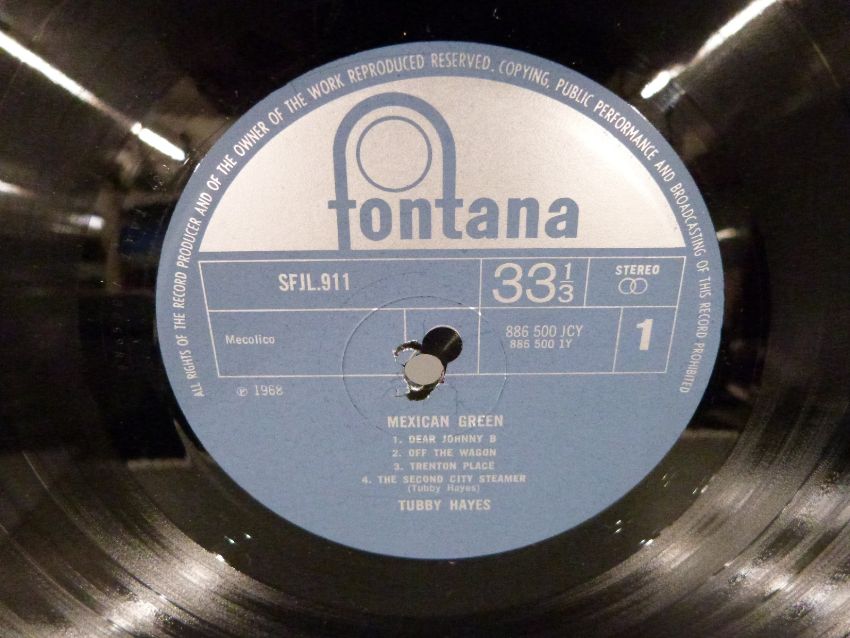 ALL RIGHTS OF THE RECORD PRODUCER AND OF THE OWNER OF THE WORK REPRODUCED RESERVED. COPYING, PUBLIC PERFORMANCE AND BROADCASTING OF THIS RECORD PROHIBITED
fontana
SFJL.911
33⅓
STEREO
Mecolico
886 500 JCY
886 500 1Y
1
℗ 1968
MEXICAN GREEN
1. DEAR JOHNNY B
2. OFF THE WAGON
3. TRENTON PLACE
4. THE SECOND CITY STEAMER
(Tubby Hayes)
TUBBY HAYES